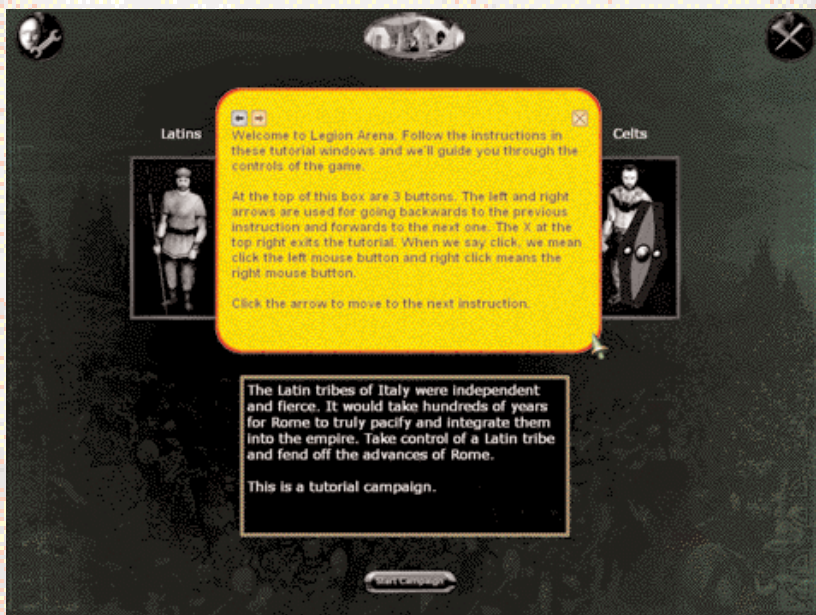 Latins
Celts
Welcome to Legion Arena. Follow the instructions in
these tutorial windows and we'll guide you through the
controls of the game.
At the top of this box are 3 buttons. The left and right
arrows are used for going backwards to the previous
instruction and forwards to the next one. The X at the
top right exits the tutorial. When we say click, we mean
click the left mouse button and right click means the
right mouse button.
Click the arrow to move to the next instruction.
The Latin tribes of Italy were independent
and fierce. It would take hundreds of years
for Rome to truly pacify and integrate them
into the empire. Take control of a Latin tribe
and fend off the advances of Rome.
This is a tutorial campaign.
Start Campaign